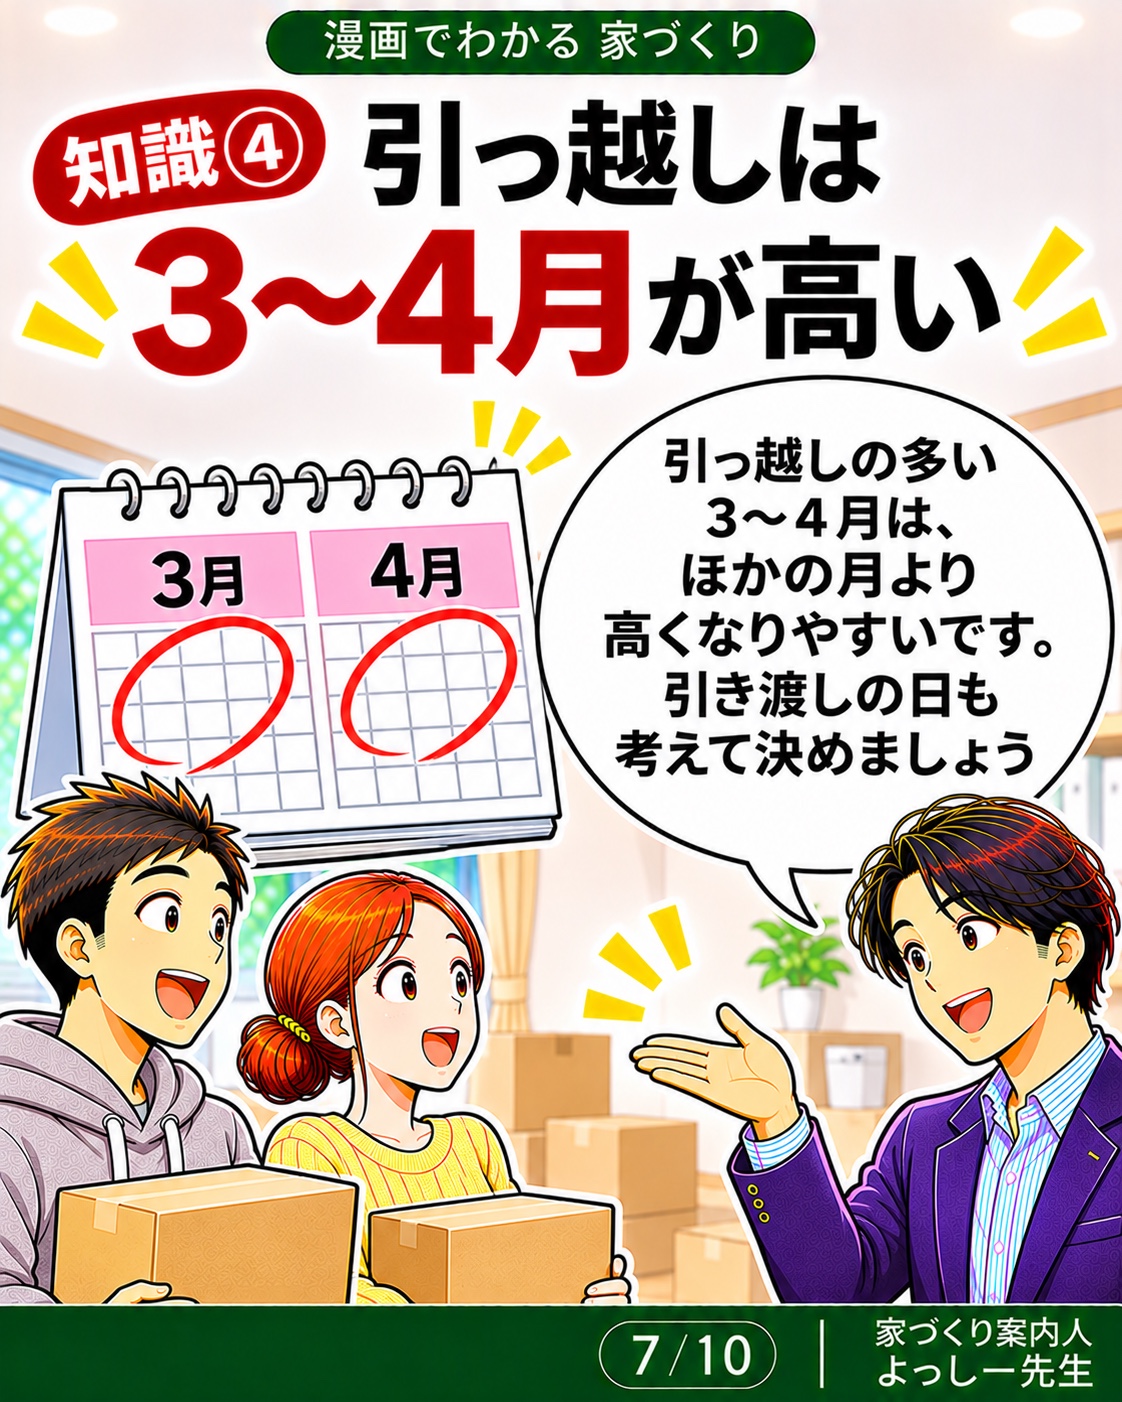 漫画でわかる 家づくり
知識④ 引っ越しは
3〜4月が高い
3月 4月
引っ越しの多い
3〜4月は、
ほかの月より
高くなりやすいです。
引き渡しの日も
考えて決めましょう
7/10
家づくり案内人
よっしー先生